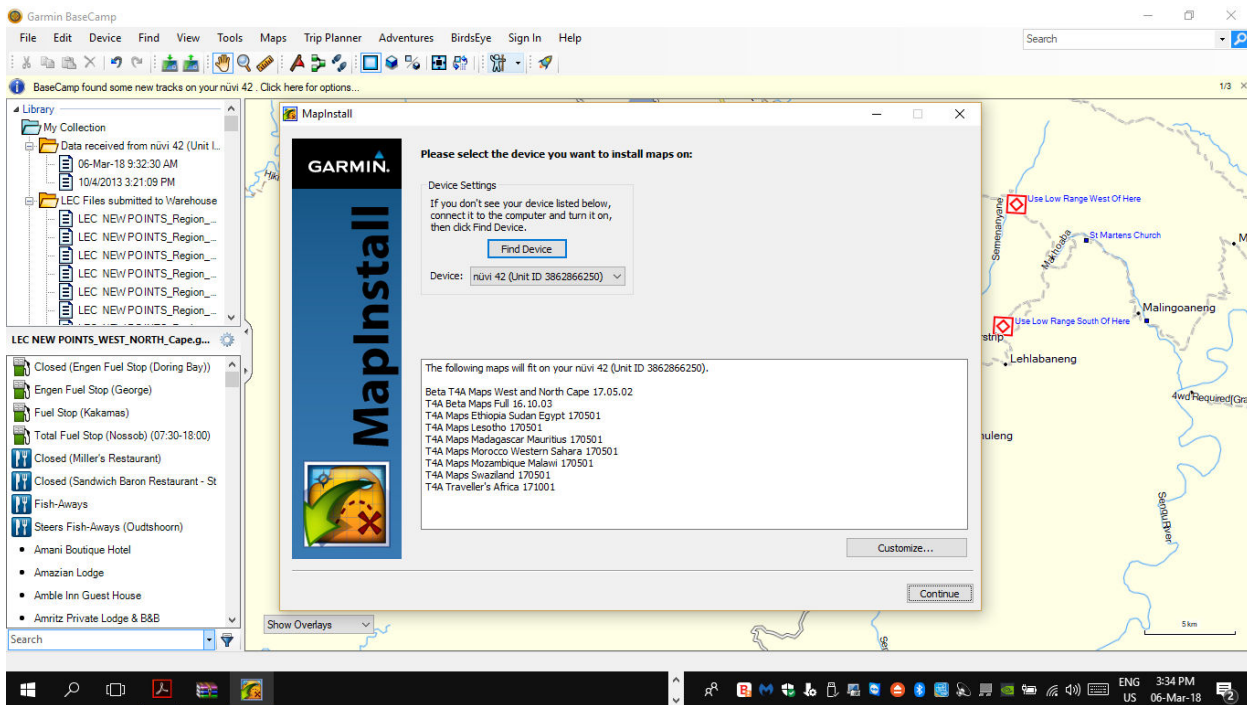 Garmin BaseCamp
File Edit Device Find View Tools Maps Trip Planner Adventures BirdsEye Sign In Help
Search
BaseCamp found some new tracks on your nüvi 42 . Click here for options...
1/3
Library
My Collection
Data received from nüvi 42 (Unit I...
06-Mar-18 9:32:30 AM
10/4/2013 3:21:09 PM
LEC Files submitted to Warehouse
LEC NEW POINTS_Region_...
LEC NEW POINTS_Region_...
LEC NEW POINTS_Region_...
LEC NEW POINTS_Region_...
LEC NEW POINTS_Region_...
LEC NEW POINTS_Region_...
LEC NEW POINTS_WEST_NORTH_Cape.g...
Closed (Engen Fuel Stop (Doring Bay))
Engen Fuel Stop (George)
Fuel Stop (Kakamas)
Total Fuel Stop (Nossob) (07:30-18:00)
Closed (Miller's Restaurant)
Closed (Sandwich Baron Restaurant - St
Fish-Aways
Steers Fish-Aways (Oudtshoorn)
Amani Boutique Hotel
Amazian Lodge
Amble Inn Guest House
Amritz Private Lodge & B&B
Search
MapInstall
GARMIN.
MapInstall
Please select the device you want to install maps on:
Device Settings
If you don't see your device listed below,
connect it to the computer and turn it on,
then click Find Device.
Find Device
Device: nüvi 42 (Unit ID 3862866250)
The following maps will fit on your nüvi 42 (Unit ID 3862866250).
Beta T4A Maps West and North Cape 17.05.02
T4A Beta Maps Full 16.10.03
T4A Maps Ethiopia Sudan Egypt 170501
T4A Maps Lesotho 170501
T4A Maps Madagascar Mauritius 170501
T4A Maps Morocco Western Sahara 170501
T4A Maps Mozambique Malawi 170501
T4A Maps Swaziland 170501
T4A Traveller's Africa 171001
Customize...
Continue
Show Overlays
Use Low Range West Of Here
Semenanyane
Makhoaba
St Martens Church
Malingoaneng
Use Low Range South Of Here
Lehlabaneng
4wd Required(Gra
Senqu River
5 km
ENG
US
3:34 PM
06-Mar-18
2